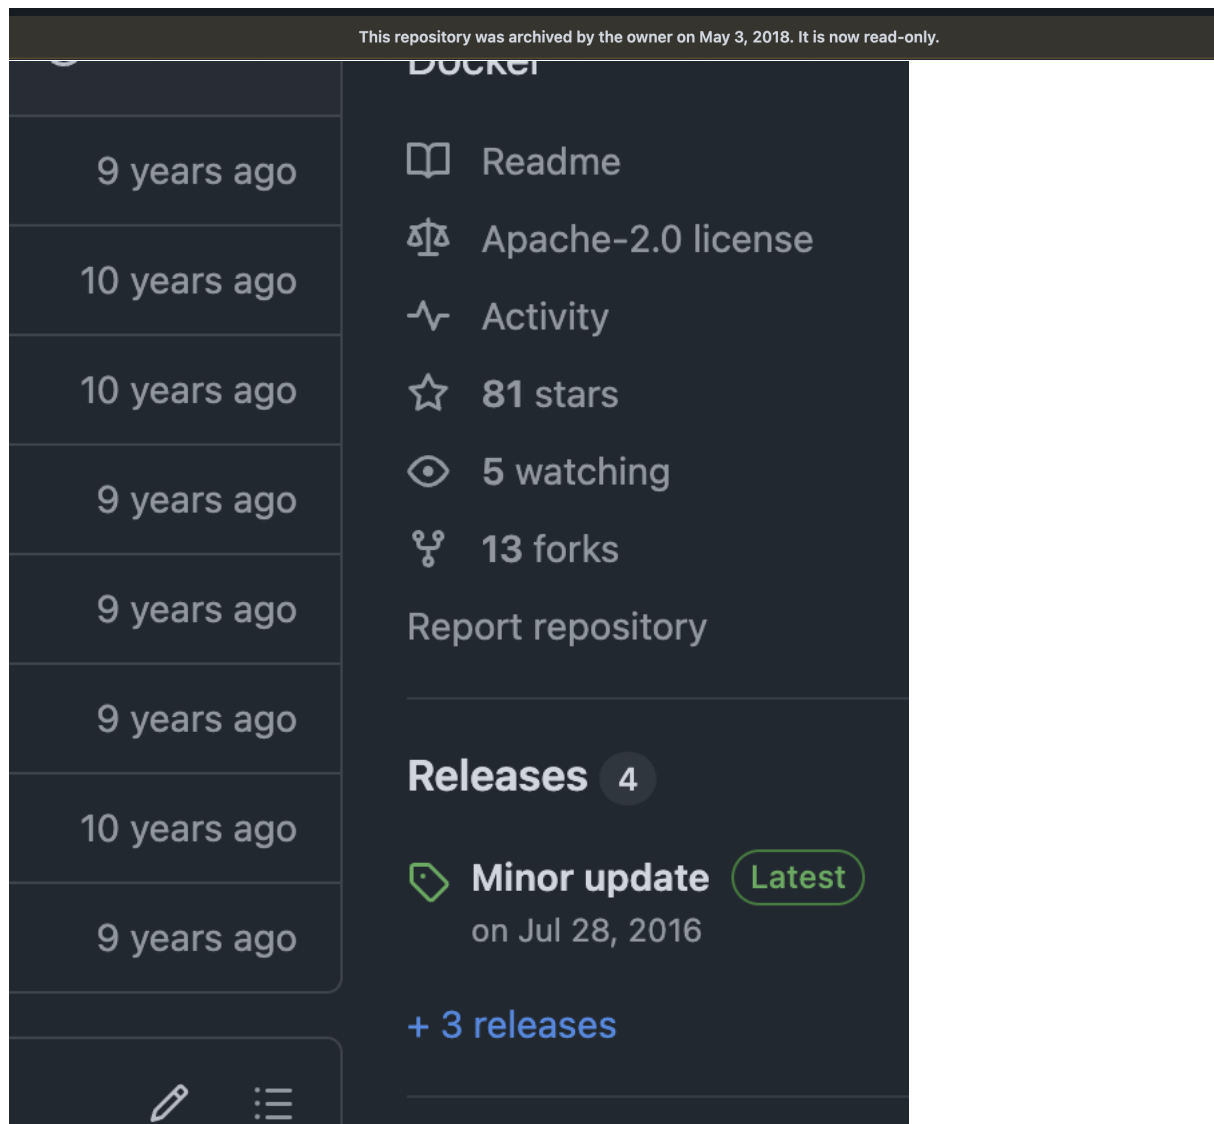 This repository was archived by the owner on May 3, 2018. It is now read-only.
Docker
9 years ago
10 years ago
10 years ago
9 years ago
9 years ago
9 years ago
10 years ago
9 years ago
Readme
Apache-2.0 license
Activity
81 stars
5 watching
13 forks
Report repository
Releases 4
Minor update Latest
on Jul 28, 2016
+ 3 releases